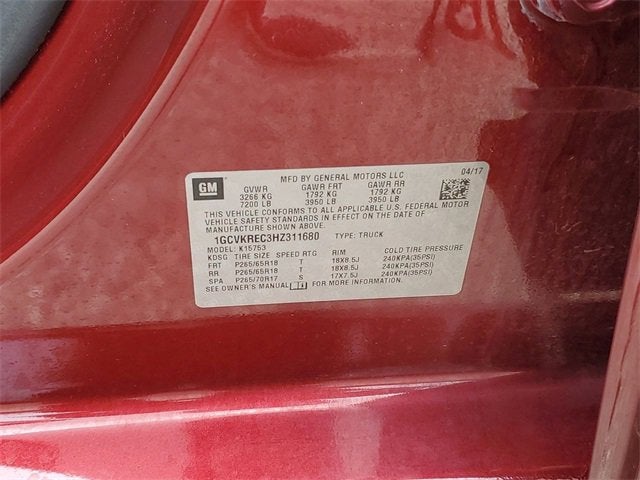 GM
MFD BY GENERAL MOTORS LLC 04/17
GVWR GAWR FRT GAWR RR
3266 KG 1792 KG 1792 KG
7200 LB 3950 LB 3950 LB
THIS VEHICLE CONFORMS TO ALL APPLICABLE U.S. FEDERAL MOTOR
VEHICLE SAFETY STANDARDS IN EFFECT ON THE DATE OF
MANUFACTURE SHOWN ABOVE.
1GCVKREC3HZ311680 TYPE: TRUCK
MODEL: K15753
KDSG TIRE SIZE SPEED RTG RIM COLD TIRE PRESSURE
FRT P265/65R18 T 18X8.5J 240KPA(35PSI)
RR P265/65R18 T 18X8.5J 240KPA(35PSI)
SPA P265/70R17 S 17X7.5J 240KPA(35PSI)
SEE OWNER'S MANUAL FOR MORE INFORMATION.